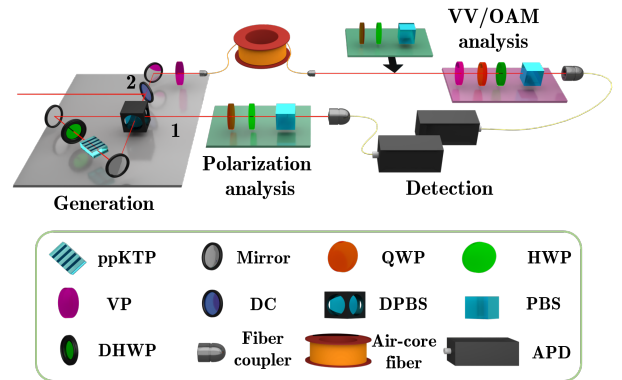 VV/OAM
analysis
2
1
Polarization
analysis
Detection
Generation
ppKTP
Mirror
QWP
HWP
VP
DC
DPBS
PBS
DHWP
Fiber
coupler
Air-core
fiber
APD